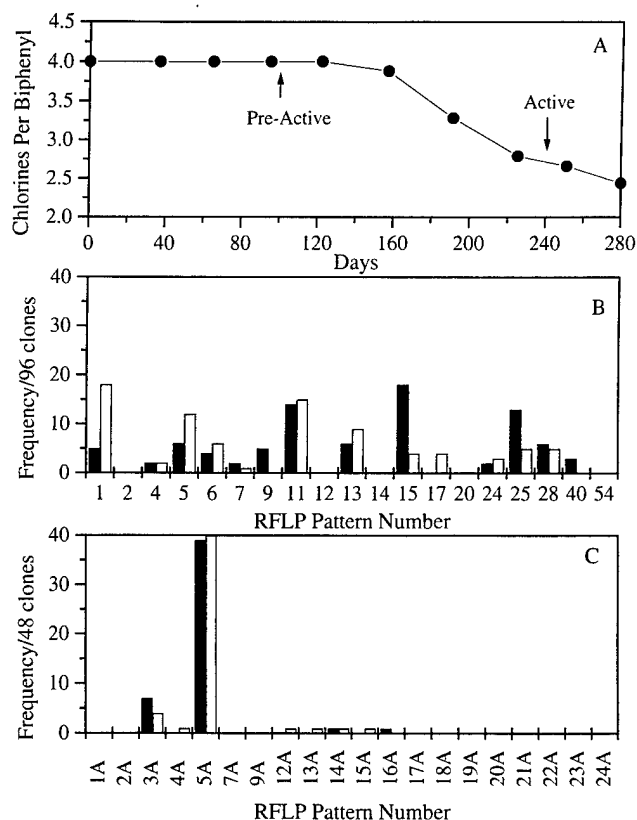 4.5
A
4.0
3.5
Pre-Active
Active
3.0
2.5
2.0
Chlorines Per Biphenyl
0 40 80 120 160 200 240 280
Days
40
B
30
20
10
0
Frequency/96 clones
1 2 4 5 6 7 9 11 12 13 14 15 17 20 24 25 28 40 54
RFLP Pattern Number
40
C
30
20
10
0
Frequency/48 clones
1A 2A 3A 4A 5A 7A 9A 12A 13A 14A 15A 16A 17A 18A 19A 20A 21A 22A 23A 24A
RFLP Pattern Number